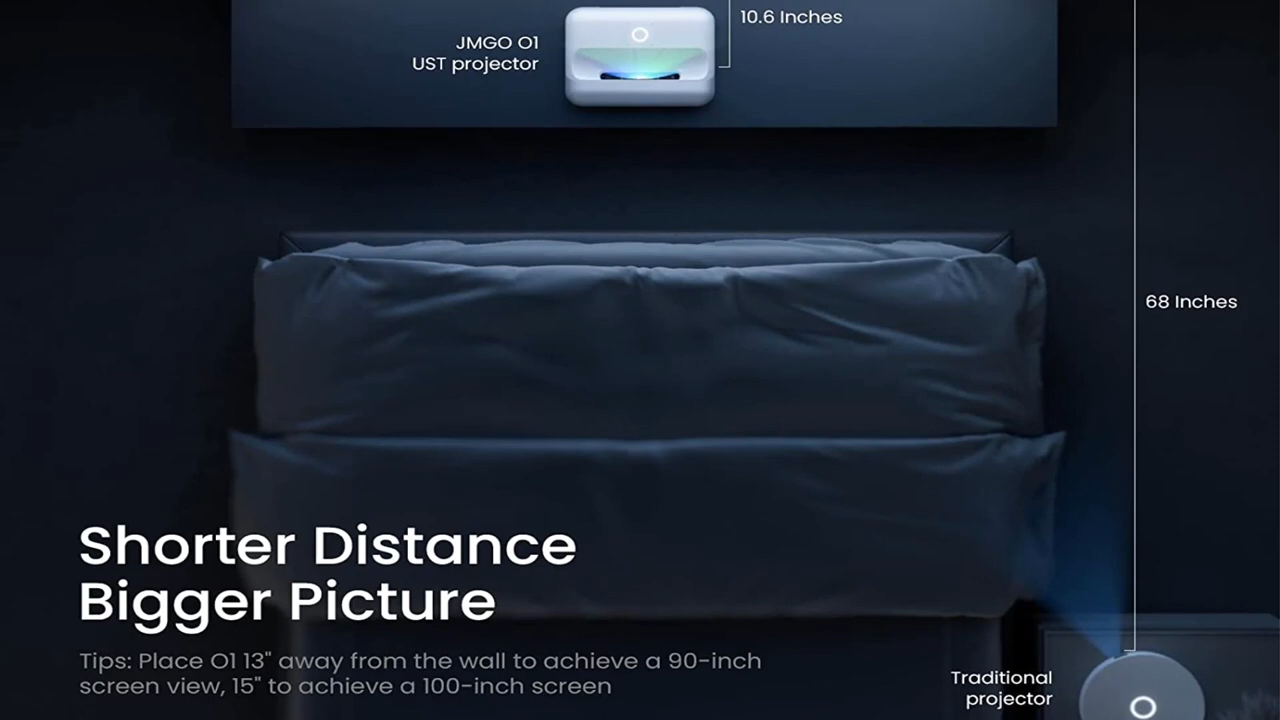 10.6 Inches
JMGO O1
UST projector
68 Inches
Shorter Distance
Bigger Picture
Tips: Place O1 13" away from the wall to achieve a 90-inch
screen view, 15" to achieve a 100-inch screen
Traditional
projector